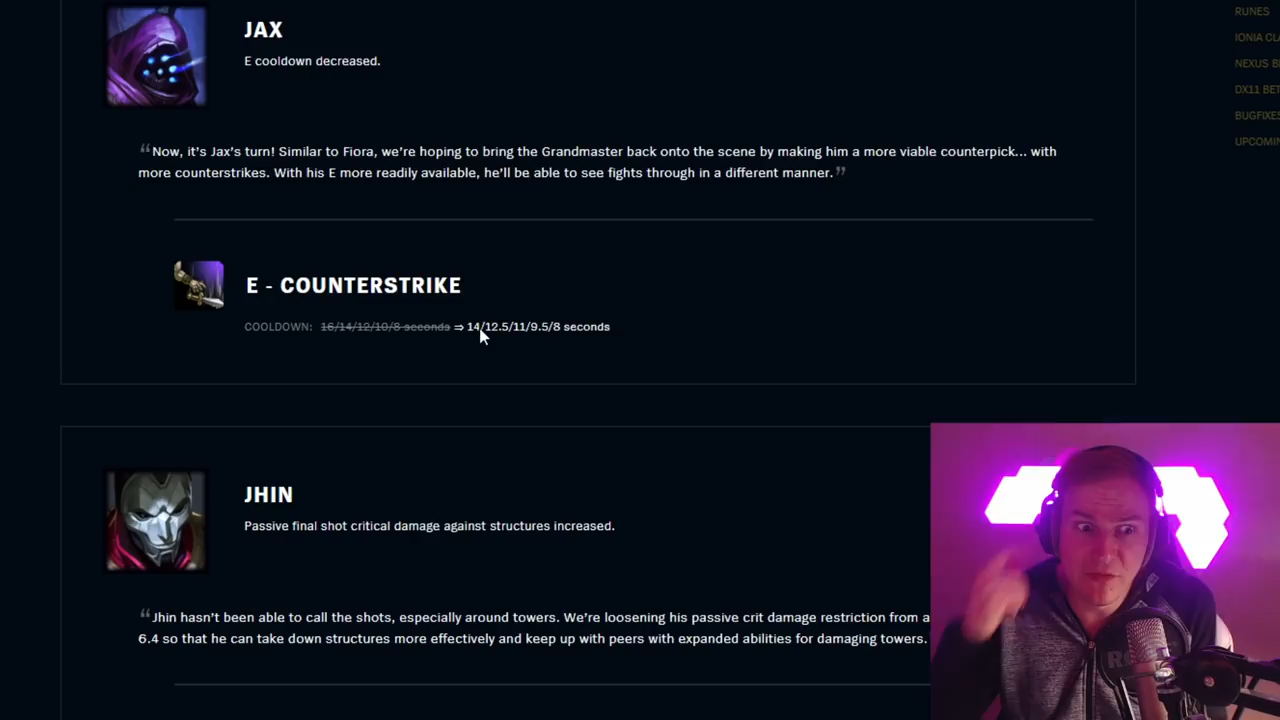 JAX
E cooldown decreased.
“Now, it’s Jax’s turn! Similar to Fiora, we’re hoping to bring the Grandmaster back onto the scene by making him a more viable counterpick... with
more counterstrikes. With his E more readily available, he’ll be able to see fights through in a different manner.”
E - COUNTERSTRIKE
COOLDOWN: 16/14/12/10/8 seconds ⇒ 14/12.5/11/9.5/8 seconds
JHIN
Passive final shot critical damage against structures increased.
“Jhin hasn’t been able to call the shots, especially around towers. We’re loosening his passive crit damage restriction from a
6.4 so that he can take down structures more effectively and keep up with peers with expanded abilities for damaging towers.
RUNES
IONIA CL
NEXUS B
DX11 BET
BUGFIXES
UPCOMIN